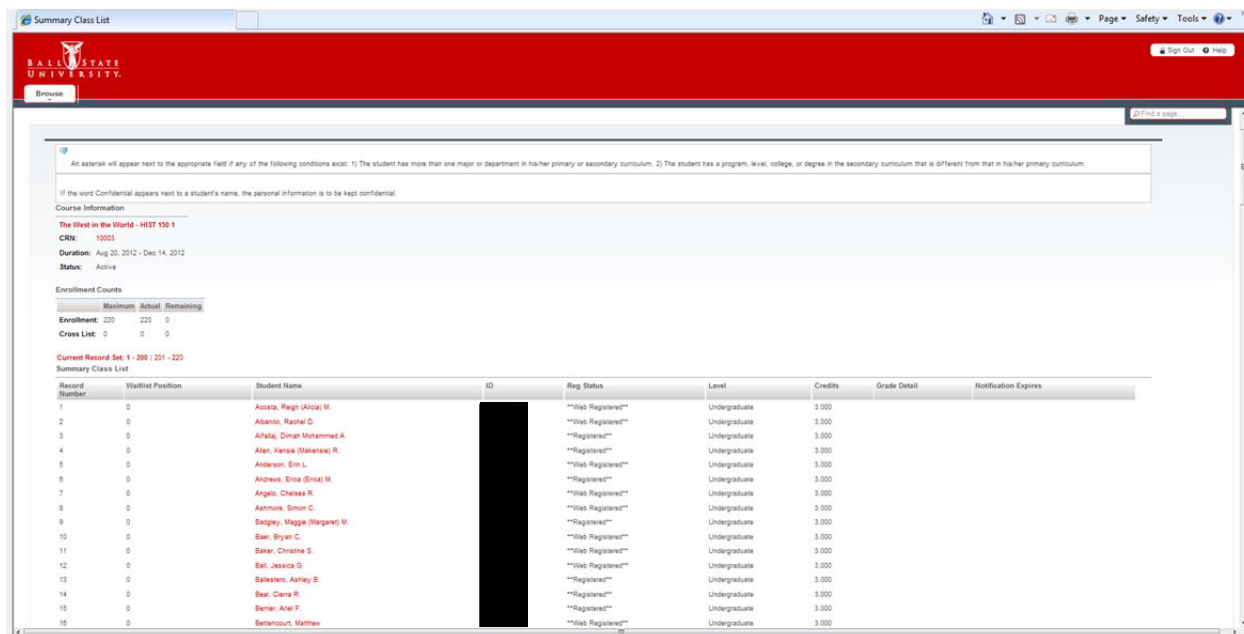 Summary Class List
Page Safety Tools
BALL STATE
UNIVERSITY.
Sign Out Help
Browse
Find a page...
An asterisk will appear next to the appropriate field if any of the following conditions exist: 1) The student has more than one major or department in his/her primary or secondary curriculum. 2) The student has a program, level, college, or degree in the secondary curriculum that is different from that in his/her primary curriculum.
If the word Confidential appears next to a student's name, the personal information is to be kept confidential.
Course Information
The West in the World - HIST 150 1
CRN: 10003
Duration: Aug 20, 2012 - Dec 14, 2012
Status: Active
Enrollment Counts
Maximum Actual Remaining
Enrollment: 220 220 0
Cross List: 0 0 0
Current Record Set: 1 - 200 | 201 - 220
Summary Class List
Record Number Waitlist Position Student Name ID Reg Status Level Credits Grade Detail Notification Expires
1 0 Acosta, Reign (Alicia) M. **Web Registered** Undergraduate 3.000
2 0 Albanito, Rachel D. **Web Registered** Undergraduate 3.000
3 0 Alfallaj, Dimah Mohammed A. **Registered** Undergraduate 3.000
4 0 Allen, Kensie (Makensie) R. **Registered** Undergraduate 3.000
5 0 Anderson, Erin L. **Web Registered** Undergraduate 3.000
6 0 Andrews, Erica (Erica) M. **Registered** Undergraduate 3.000
7 0 Angelo, Chelsea R. **Web Registered** Undergraduate 3.000
8 0 Ashmore, Simon C. **Web Registered** Undergraduate 3.000
9 0 Badgley, Maggie (Margaret) M. **Registered** Undergraduate 3.000
10 0 Baer, Bryan C. **Web Registered** Undergraduate 3.000
11 0 Baker, Christine S. **Web Registered** Undergraduate 3.000
12 0 Ball, Jessica G. **Web Registered** Undergraduate 3.000
13 0 Ballestero, Ashley B. **Registered** Undergraduate 3.000
14 0 Beal, Cierra R. **Registered** Undergraduate 3.000
15 0 Berrier, Ariel F. **Registered** Undergraduate 3.000
16 0 Bettencourt, Matthew **Web Registered** Undergraduate 3.000